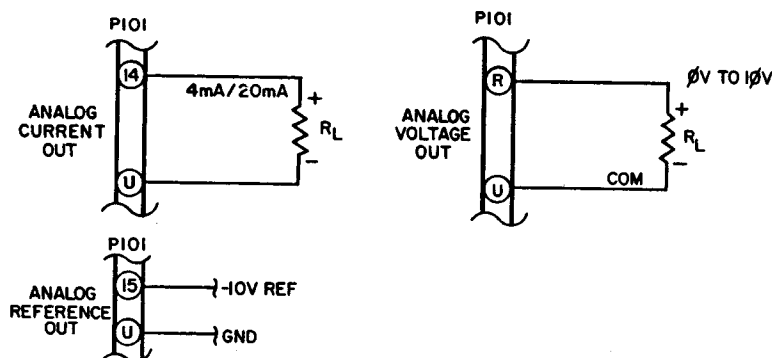 P101
14
4mA/20mA
ANALOG
CURRENT
OUT
+
RL
-
U
P101
R
ØV TO 1ØV
ANALOG
VOLTAGE
OUT
+
RL
-
U
COM
P101
15
-10V REF
ANALOG
REFERENCE
OUT
U
GND